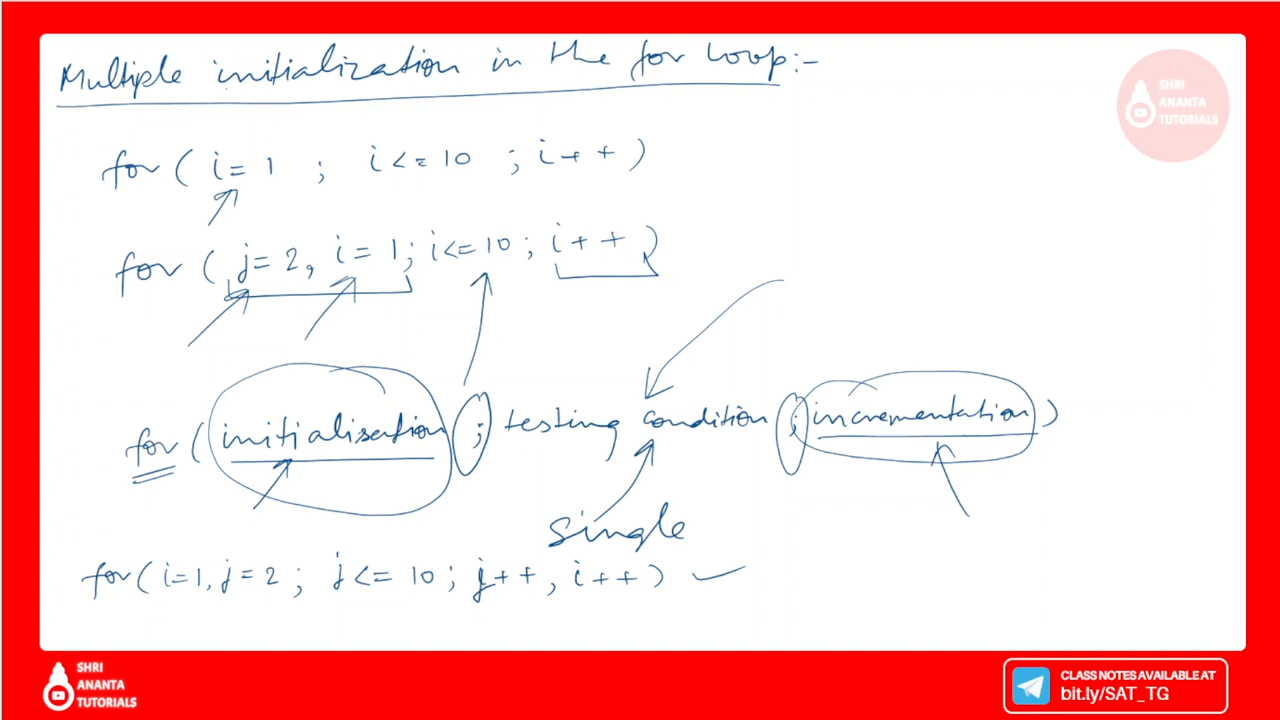 Multiple initialization in the for loop:-
SHRI
ANANTA
TUTORIALS
for ( i = 1 ; i <= 10 ; i++ )
for ( j = 2, i = 1; i <= 10 ; i++ )
for ( initialisation ; testing condition ; incrementation )
single
for ( i=1, j=2 ; j <= 10 ; j++, i++ )
SHRI
ANANTA
TUTORIALS
CLASS NOTES AVAILABLE AT
bit.ly/SAT_TG